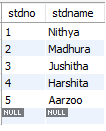 stdno stdname
1 Nithya
2 Madhura
3 Jushitha
4 Harshita
5 Aarzoo
NULL NULL